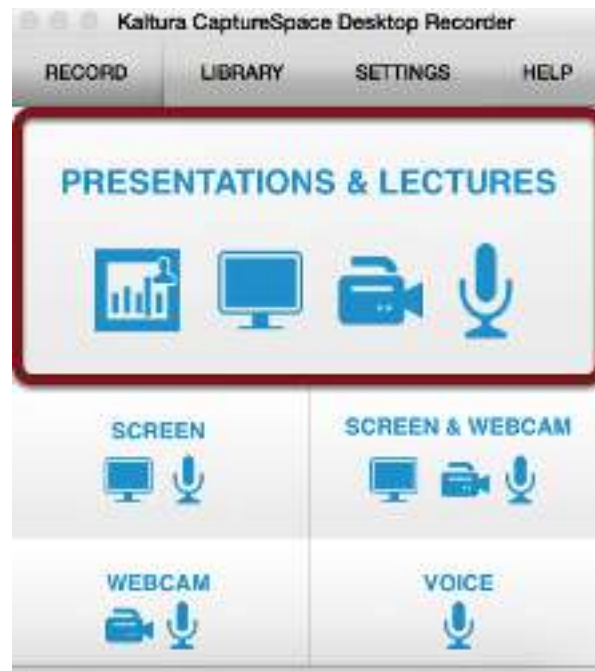 Kaltura CaptureSpace Desktop Recorder
RECORD LIBRARY SETTINGS HELP
PRESENTATIONS & LECTURES
SCREEN SCREEN & WEBCAM
WEBCAM VOICE